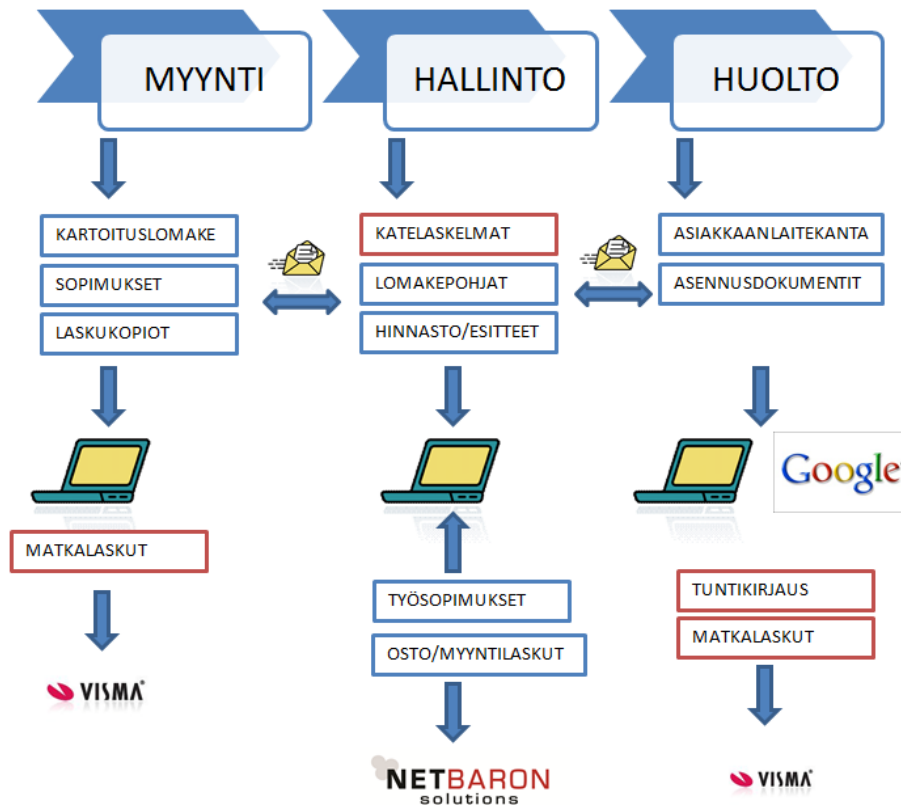 MYYNTI
HALLINTO
HUOLTO
KARTOITUSLOMAKE
SOPIMUKSET
LASKUKOPIOT
KATELASKELMAT
LOMAKEPOHJAT
HINNASTO/ESITTEET
ASIAKKAANLAITEKANTA
ASENNUSDOKUMENTIT
Google
MATKALASKUT
VISMA®
TYÖSOPIMUKSET
OSTO/MYYNTILASKUT
NETBARON
solutions
TUNTIKIRJAUS
MATKALASKUT
VISMA®